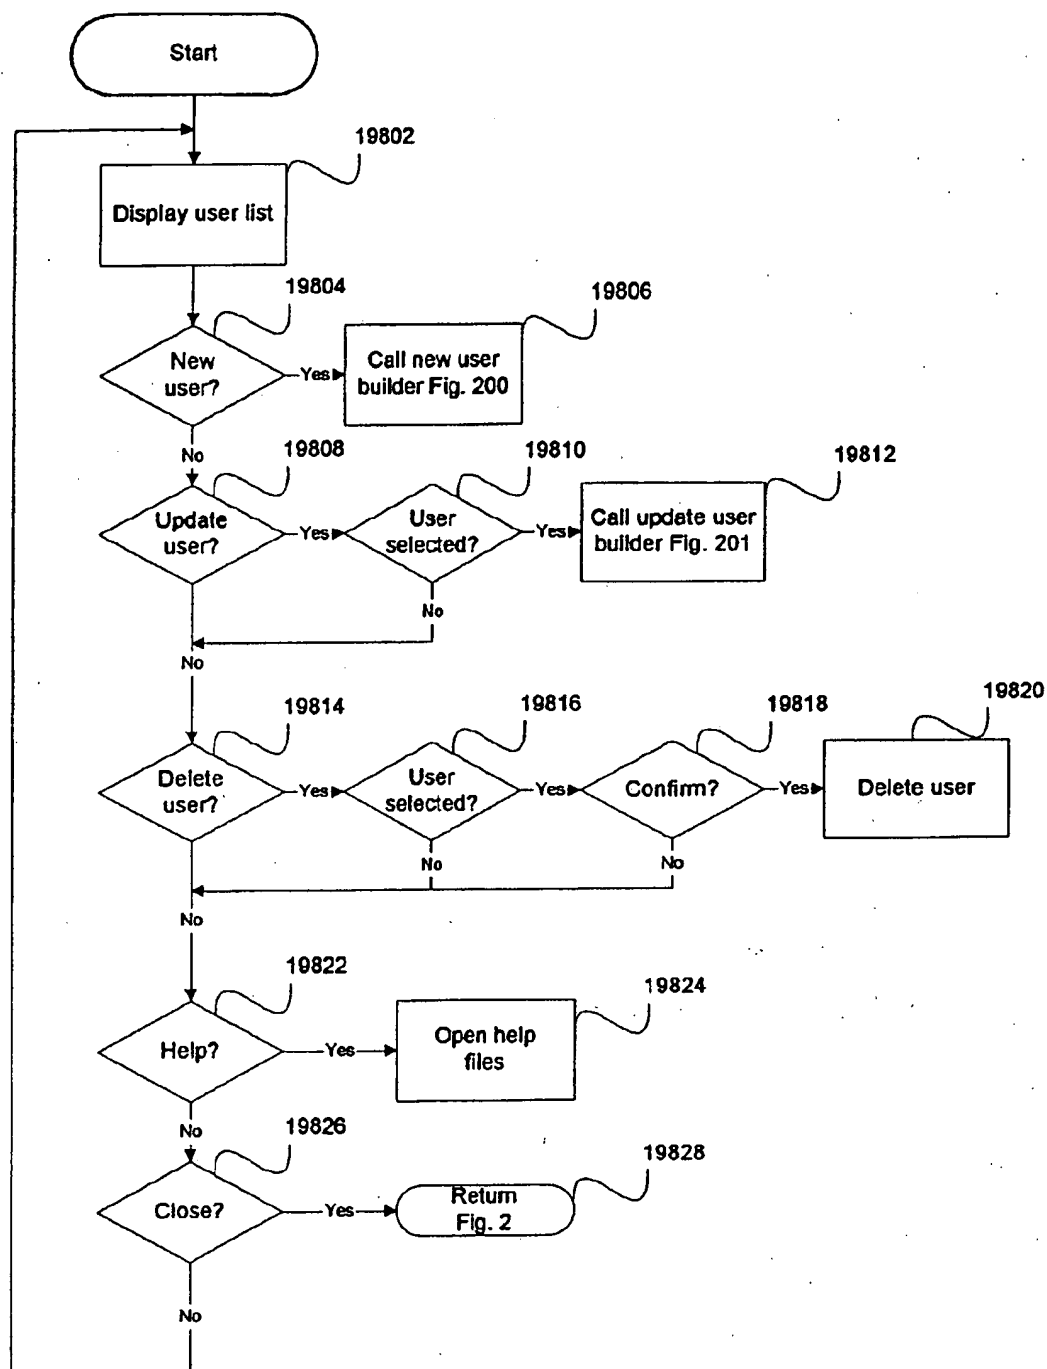 Start
19802
Display user list
19804
19806
New
user?
Yes
Call new user
builder Fig. 200
No
19808
19810
19812
Update
user?
Yes
User
selected?
Yes
Call update user
builder Fig. 201
No
No
19814
19816
19818
19820
Delete
user?
Yes
User
selected?
Yes
Confirm?
Yes
Delete user
No
No
No
19822
19824
Help?
Yes
Open help
files
No
19826
19828
Close?
Yes
Return
Fig. 2
No